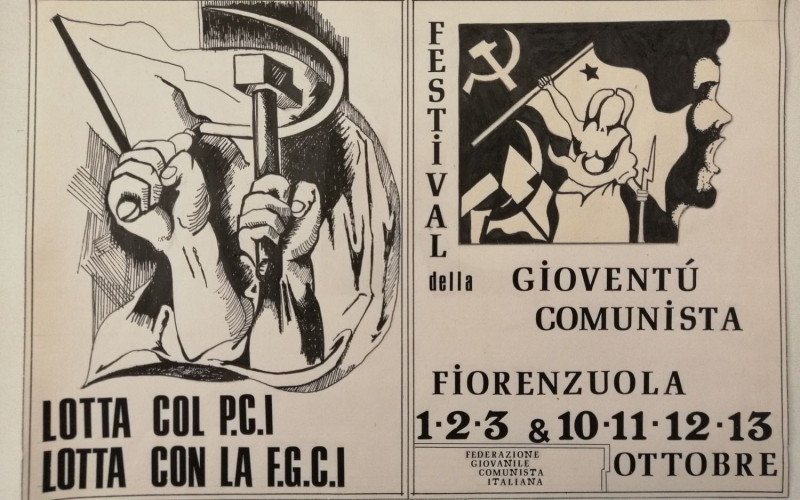 LOTTA COL P.C.I
LOTTA CON LA F.G.C.I
FESTIVAL
della GIOVENTÚ
COMUNISTA
FIORENZUOLA
1·2·3 & 10·11·12·13
OTTOBRE
FEDERAZIONE
GIOVANILE
COMUNISTA
ITALIANA